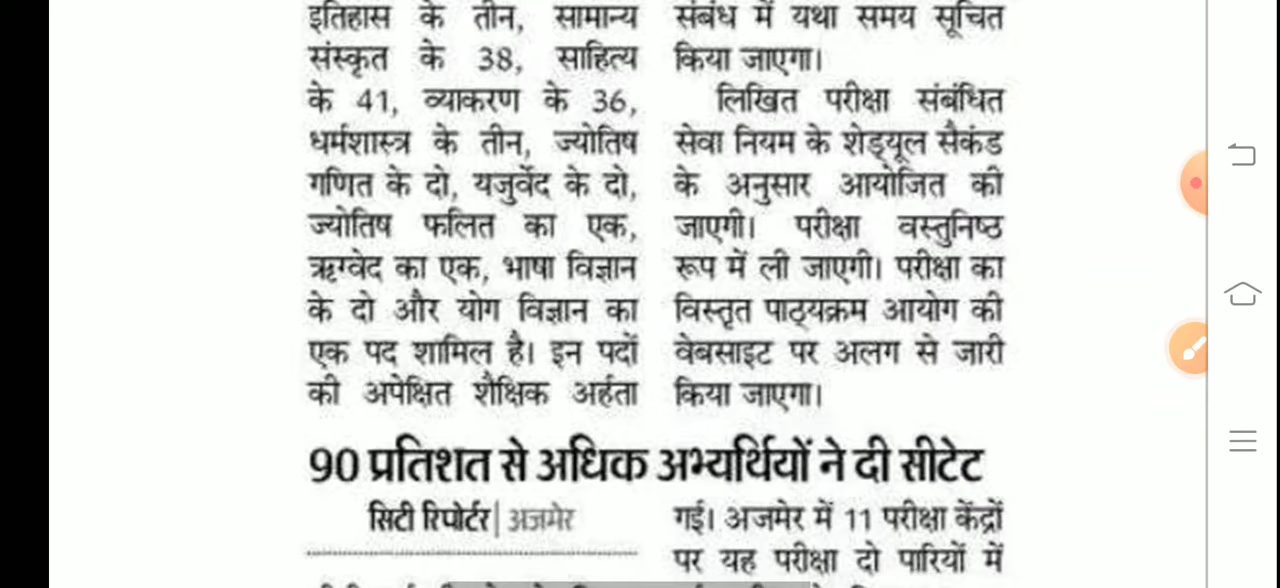 इतिहास के तीन, सामान्य
संस्कृत के 38, साहित्य
के 41, व्याकरण के 36,
धर्मशास्त्र के तीन, ज्योतिष
गणित के दो, यजुर्वेद के दो,
ज्योतिष फलित का एक,
ऋग्वेद का एक, भाषा विज्ञान
के दो और योग विज्ञान का
एक पद शामिल है। इन पदों
की अपेक्षित शैक्षिक अर्हता
संबंध में यथा समय सूचित
किया जाएगा।
लिखित परीक्षा संबंधित
सेवा नियम के शेड्यूल सैकंड
के अनुसार आयोजित की
जाएगी। परीक्षा वस्तुनिष्ठ
रूप में ली जाएगी। परीक्षा का
विस्तृत पाठ्यक्रम आयोग की
वेबसाइट पर अलग से जारी
किया जाएगा।
90 प्रतिशत से अधिक अभ्यर्थियों ने दी सीटेट
सिटी रिपोर्टर | अजमेर
गई। अजमेर में 11 परीक्षा केंद्रों
पर यह परीक्षा दो पारियों में